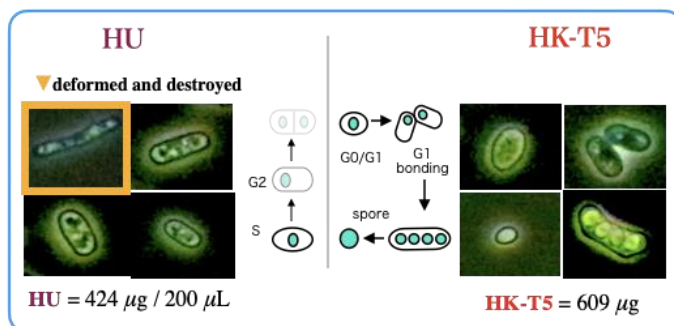 HU
HK-T5
▼deformed and destroyed
G0/G1
G1
bonding
G2
spore
S
HU = 424 μg / 200 μL
HK-T5 = 609 μg